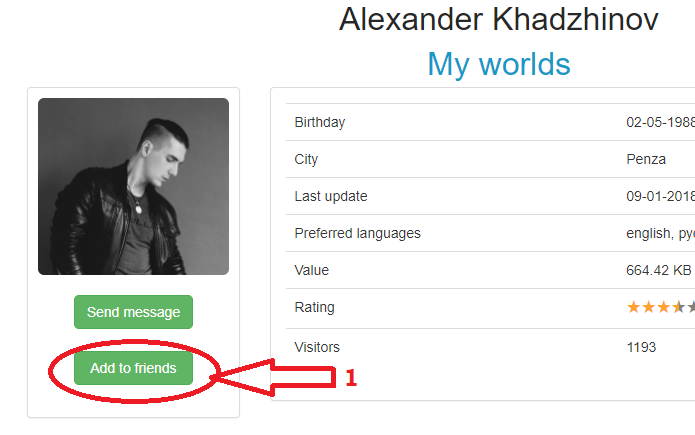 Alexander Khadzhinov
My worlds
Send message
Add to friends
1
Birthday 02-05-1988
City Penza
Last update 09-01-2018
Preferred languages english, рус
Value 664.42 KB
Rating
Visitors 1193